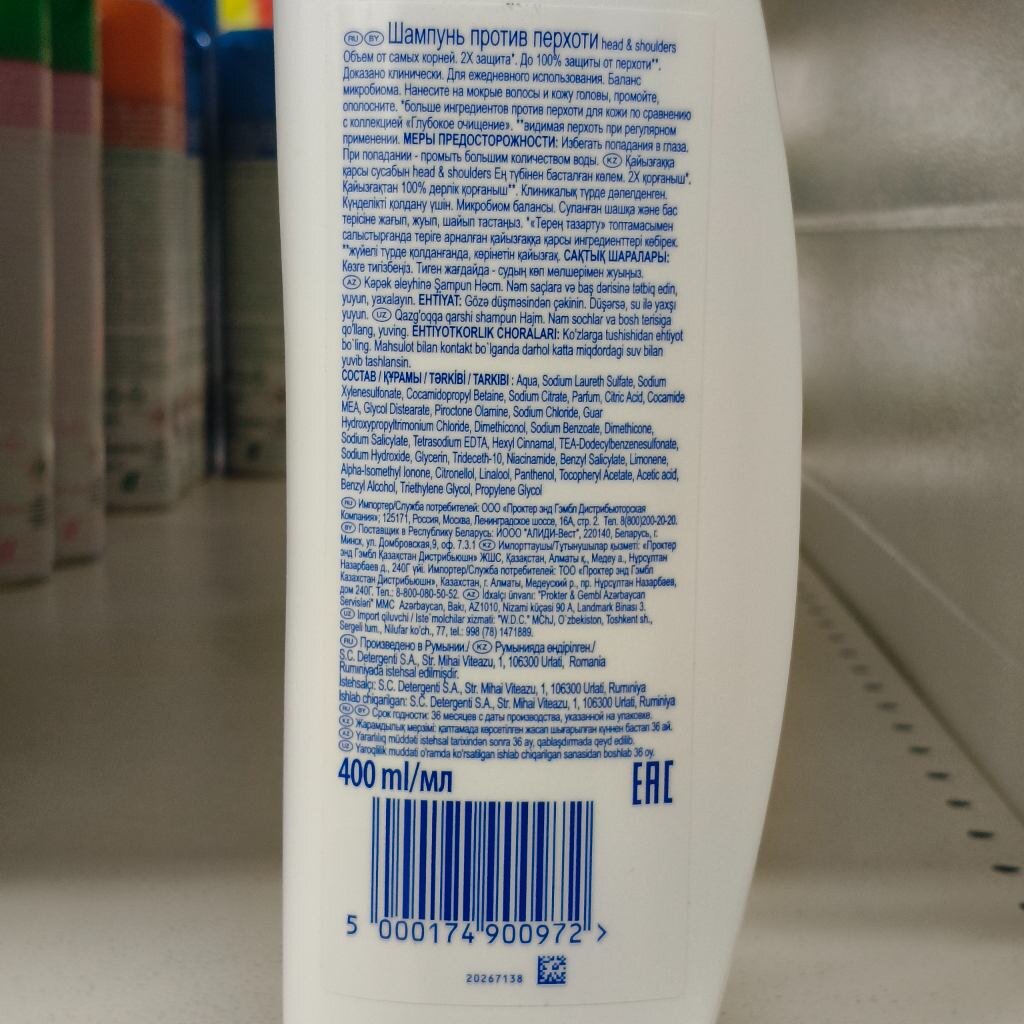 RU BY Шампунь против перхоти head & shoulders
Объем от самых корней. 2X защита*. До 100% защиты от перхоти**.
Доказано клинически. Для ежедневного использования. Баланс
микробиома. Нанесите на мокрые волосы и кожу головы, промойте,
ополосните. *больше ингредиентов против перхоти для кожи по сравнению
с коллекцией «Глубокое очищение». **видимая перхоть при регулярном
применении. МЕРЫ ПРЕДОСТОРОЖНОСТИ: Избегать попадания в глаза.
При попадании - промыть большим количеством воды. KZ Қайызғаққа
қарсы сусабын head & shoulders Ең түбінен басталған көлем. 2X қорғаныш*.
Қайызғақтан 100% дерлік қорғаныш**. Клиникалық түрде дәлелденген.
Күнделікті қолдану үшін. Микробиом балансы. Суланған шашқа және бас
терісіне жағып, жуып, шайып тастаңыз. *«Терең тазарту» топтамасымен
салыстырғанда теріге арналған қайызғаққа қарсы ингредиенттері көбірек.
**жүйелі түрде қолданғанда, көрінетін қайызғақ. САҚТЫҚ ШАРАЛАРЫ:
Көзге тигізбеңіз. Тиген жағдайда - судың көп мөлшерімен жуыңыз.
AZ Kəpək əleyhinə Şampun Həcm. Nəm saçlara və baş dərisinə tətbiq edin,
yuyun, yaxalayın. EHTİYAT: Gözə düşməsindən çəkinin. Düşərsə, su ilə yaxşı
yuyun. UZ Qazg'oqqa qarshi shampun Hajm. Nam sochlar va bosh terisiga
qo'llang, yuving. EHTIYOTKORLIK CHORALARI: Ko'zlarga tushishidan ehtiyot
bo`ling. Mahsulot bilan kontakt bo`lganda darhol katta miqdordagi suv bilan
yuvib tashlansin.
СОСТАВ / ҚҰРАМЫ / TƏRKİBİ / TARKIBI : Aqua, Sodium Laureth Sulfate, Sodium
Xylenesulfonate, Cocamidopropyl Betaine, Sodium Citrate, Parfum, Citric Acid, Cocamide
MEA, Glycol Distearate, Piroctone Olamine, Sodium Chloride, Guar
Hydroxypropyltrimonium Chloride, Dimethiconol, Sodium Benzoate, Dimethicone,
Sodium Salicylate, Tetrasodium EDTA, Hexyl Cinnamal, TEA-Dodecylbenzenesulfonate,
Sodium Hydroxide, Glycerin, Trideceth-10, Niacinamide, Benzyl Salicylate, Limonene,
Alpha-Isomethyl Ionone, Citronellol, Linalool, Panthenol, Tocopheryl Acetate, Acetic acid,
Benzyl Alcohol, Triethylene Glycol, Propylene Glycol
RU Импортер/Служба потребителей: ООО «Проктер энд Гэмбл Дистрибьюторская
Компания»; 125171, Россия, Москва, Ленинградское шоссе, 16А, стр. 2. Тел. 8(800)200-20-20.
BY Поставщик в Республику Беларусь: ИООО "АЛИДИ-Вест", 220140, Беларусь, г.
Минск, ул. Домбровская,9, оф. 7.3.1 KZ Импорттаушы/Тұтынушылар қызметі: «Проктер
энд Гэмбл Қазақстан Дистрибьюшн» ЖШС, Қазақстан, Алматы қ., Медеу а., Нұрсұлтан
Назарбаев д., 240Г үйі. Импортер/Служба потребителей: ТОО «Проктер энд Гэмбл
Казахстан Дистрибьюшн», Казахстан, г. Алматы, Медеуский р., пр. Нұрсұлтан Назарбаев,
дом 240Г. Тел.: 8-800-080-50-52. AZ İdxalçı ünvanı: "Prokter & Gembl Azərbaycan
Servisləri" MMC Azərbaycan, Bakı, AZ1010, Nizami küçəsi 90 A, Landmark Binası 3.
UZ Import qiluvchi / Iste`molchilar xizmati: "W.D.C." MChJ, O`zbekiston, Toshkent sh.,
Sergeli tum., Nilufar ko'ch., 77, tel.: 998 (78) 1471889.
RU Произведено в Румынии./ KZ Румынияда өндірілген./
S.C. Detergenti S.A., Str. Mihai Viteazu, 1, 106300 Urlati, Romania
Rumıniyada istehsal edilmişdir.
İstehsalçı: S.C. Detergenti S.A., Str. Mihai Viteazu, 1, 106300 Urlati, Rumıniya
Ishlab chiqarilgan: S.C. Detergenti S.A., Str. Mihai Viteazu, 1, 106300 Urlati, Ruminiya
RU BY Срок годности: 36 месяцев с даты производства, указанной на упаковке.
KZ Жарамдылық мерзімі: қаптамада көрсетілген жасап шығарылған күннен бастап 36 ай.
AZ Yararlılıq müddəti istehsal tarixindən sonra 36 ay, qablaşdırmada qeyd edilib.
UZ Yaroqlilik muddati o'ramda ko'rsatilgan ishlab chiqarilgan sanasidan boshlab 36 oy.
400 ml/мл
EAC
5 000174 900972 >
20267138